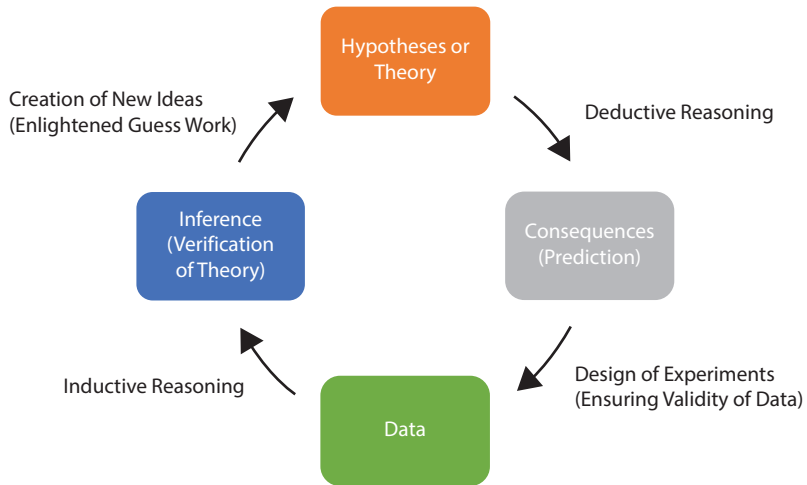 Hypotheses or
Theory
Creation of New Ideas
(Enlightened Guess Work)
Deductive Reasoning
Inference
(Verification
of Theory)
Consequences
(Prediction)
Inductive Reasoning
Design of Experiments
(Ensuring Validity of Data)
Data